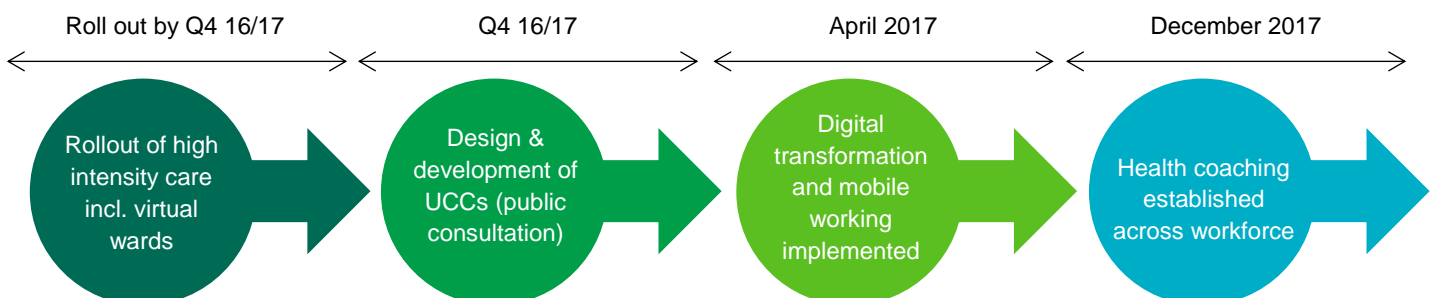 Roll out by Q4 16/17
Q4 16/17
April 2017
December 2017
Rollout of high
intensity care
incl. virtual
wards
Design &
development of
UCCs (public
consultation)
Digital
transformation
and mobile
working
implemented
Health coaching
established
across workforce